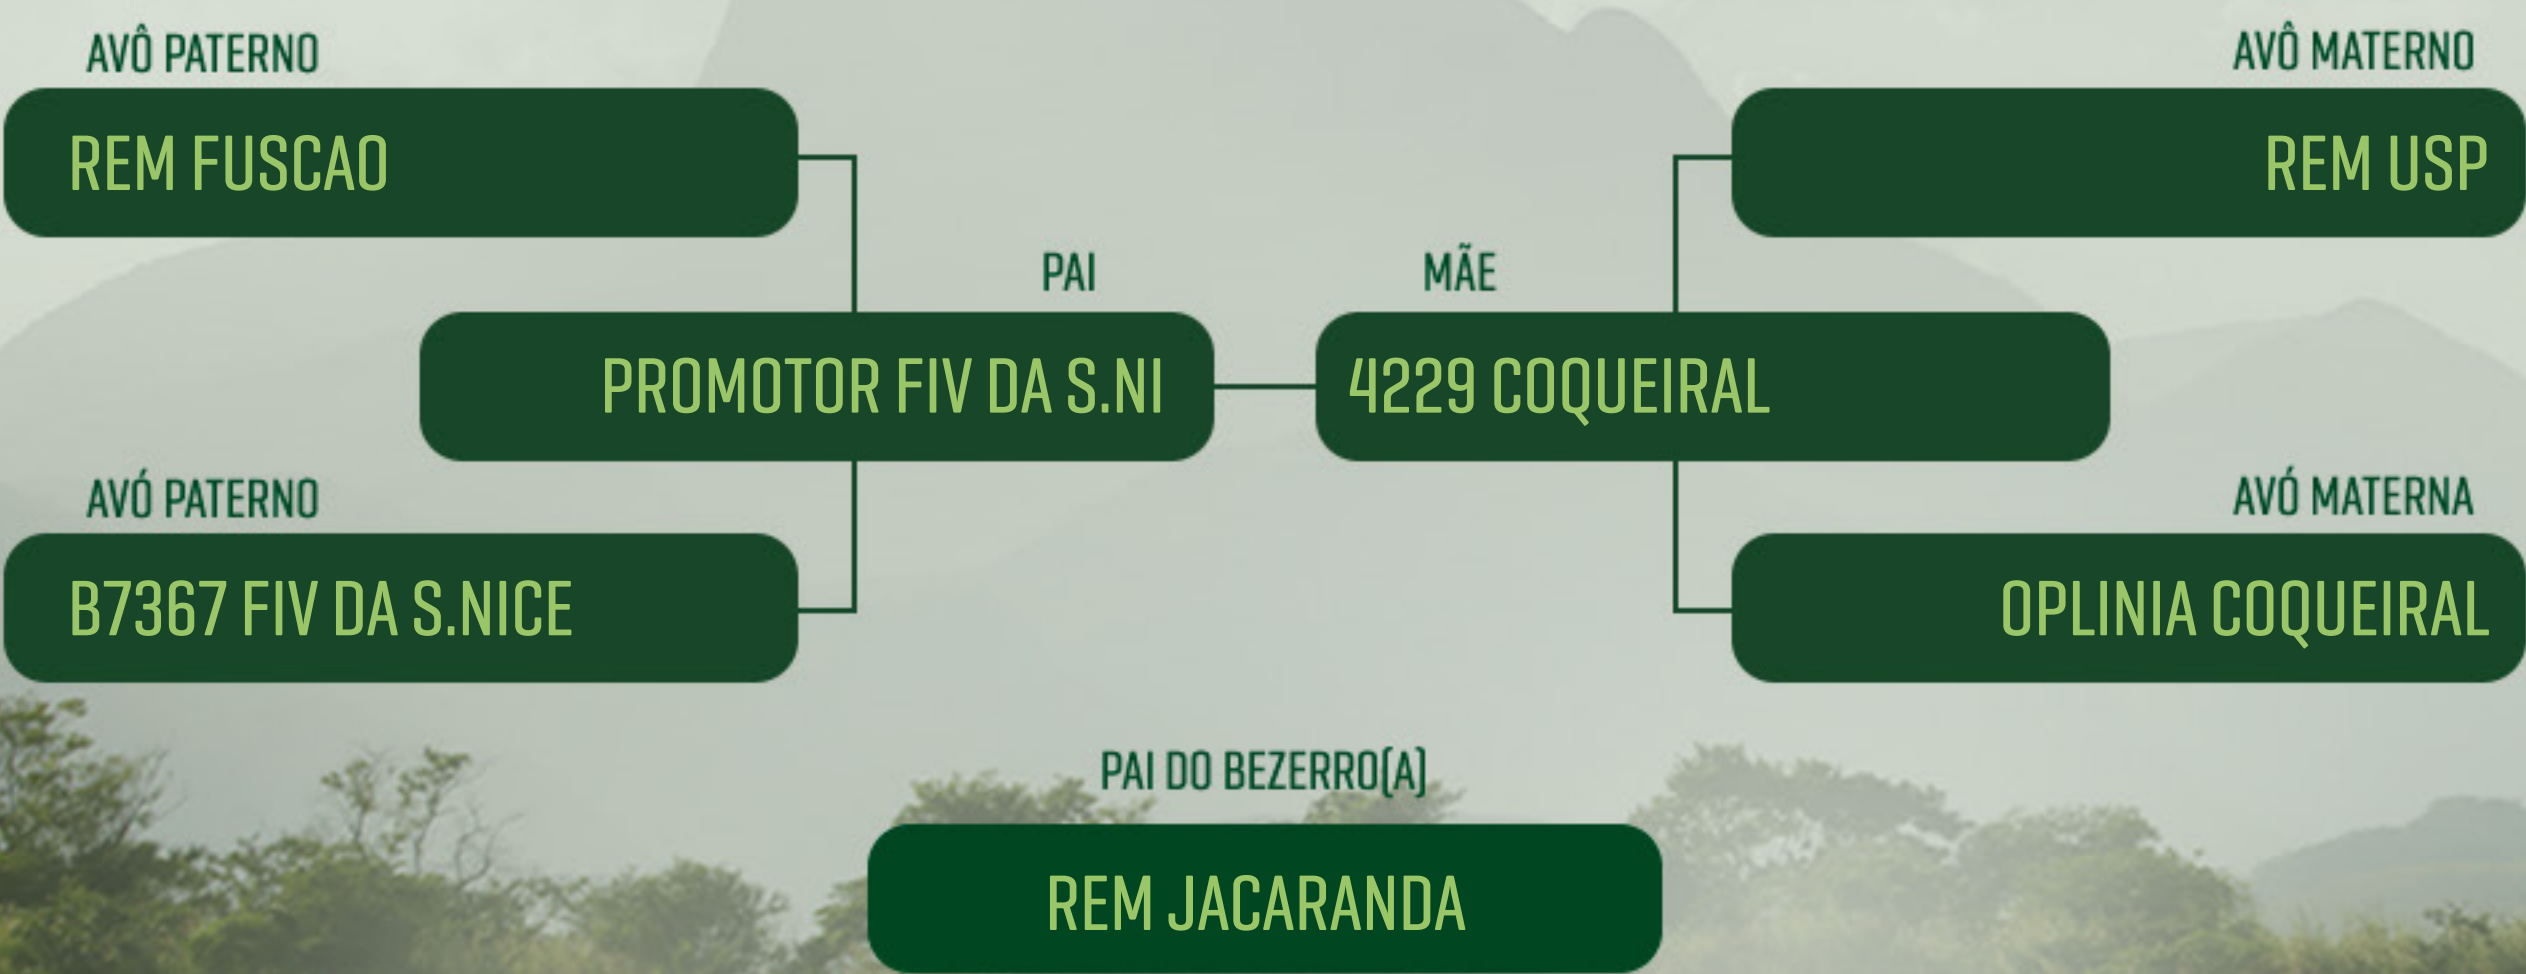 AVÔ PATERNO
AVÔ MATERNO
REM FUSCAO
REM USP
PAI
MÃE
PROMOTOR FIV DA S.NI
4229 COQUEIRAL
AVÓ PATERNO
AVÓ MATERNA
B7367 FIV DA S.NICE
OPLINIA COQUEIRAL
PAI DO BEZERRO(A)
REM JACARANDA